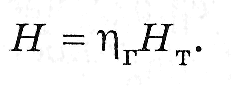 H = η_г H_т.